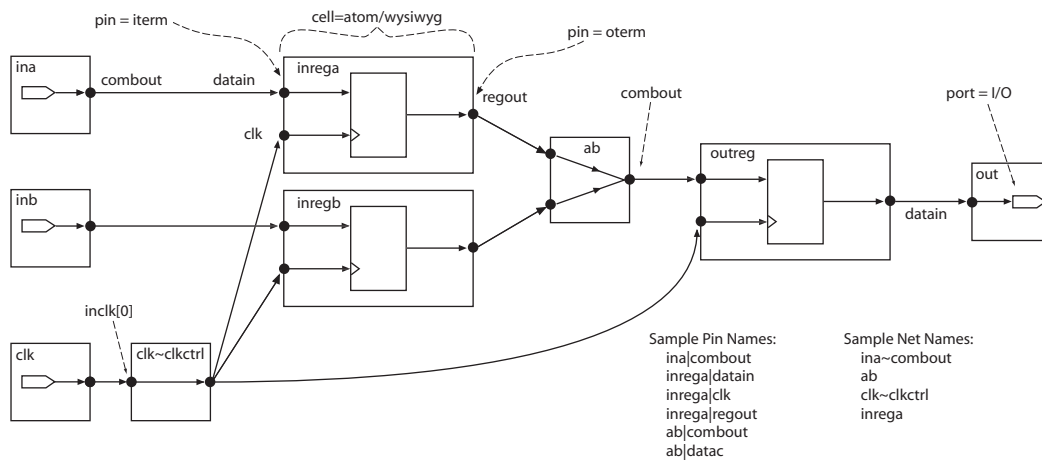 pin = iterm
cell=atom/wysiwyg
pin = oterm
ina
combout
datain
inrega
regout
combout
port = I/O
clk
ab
outreg
out
inb
inregb
datain
inclk[0]
clk
clk~clkctrl
Sample Pin Names:
ina|combout
inrega|datain
inrega|clk
inrega|regout
ab|combout
ab|datac
Sample Net Names:
ina~combout
ab
clk~clkctrl
inrega